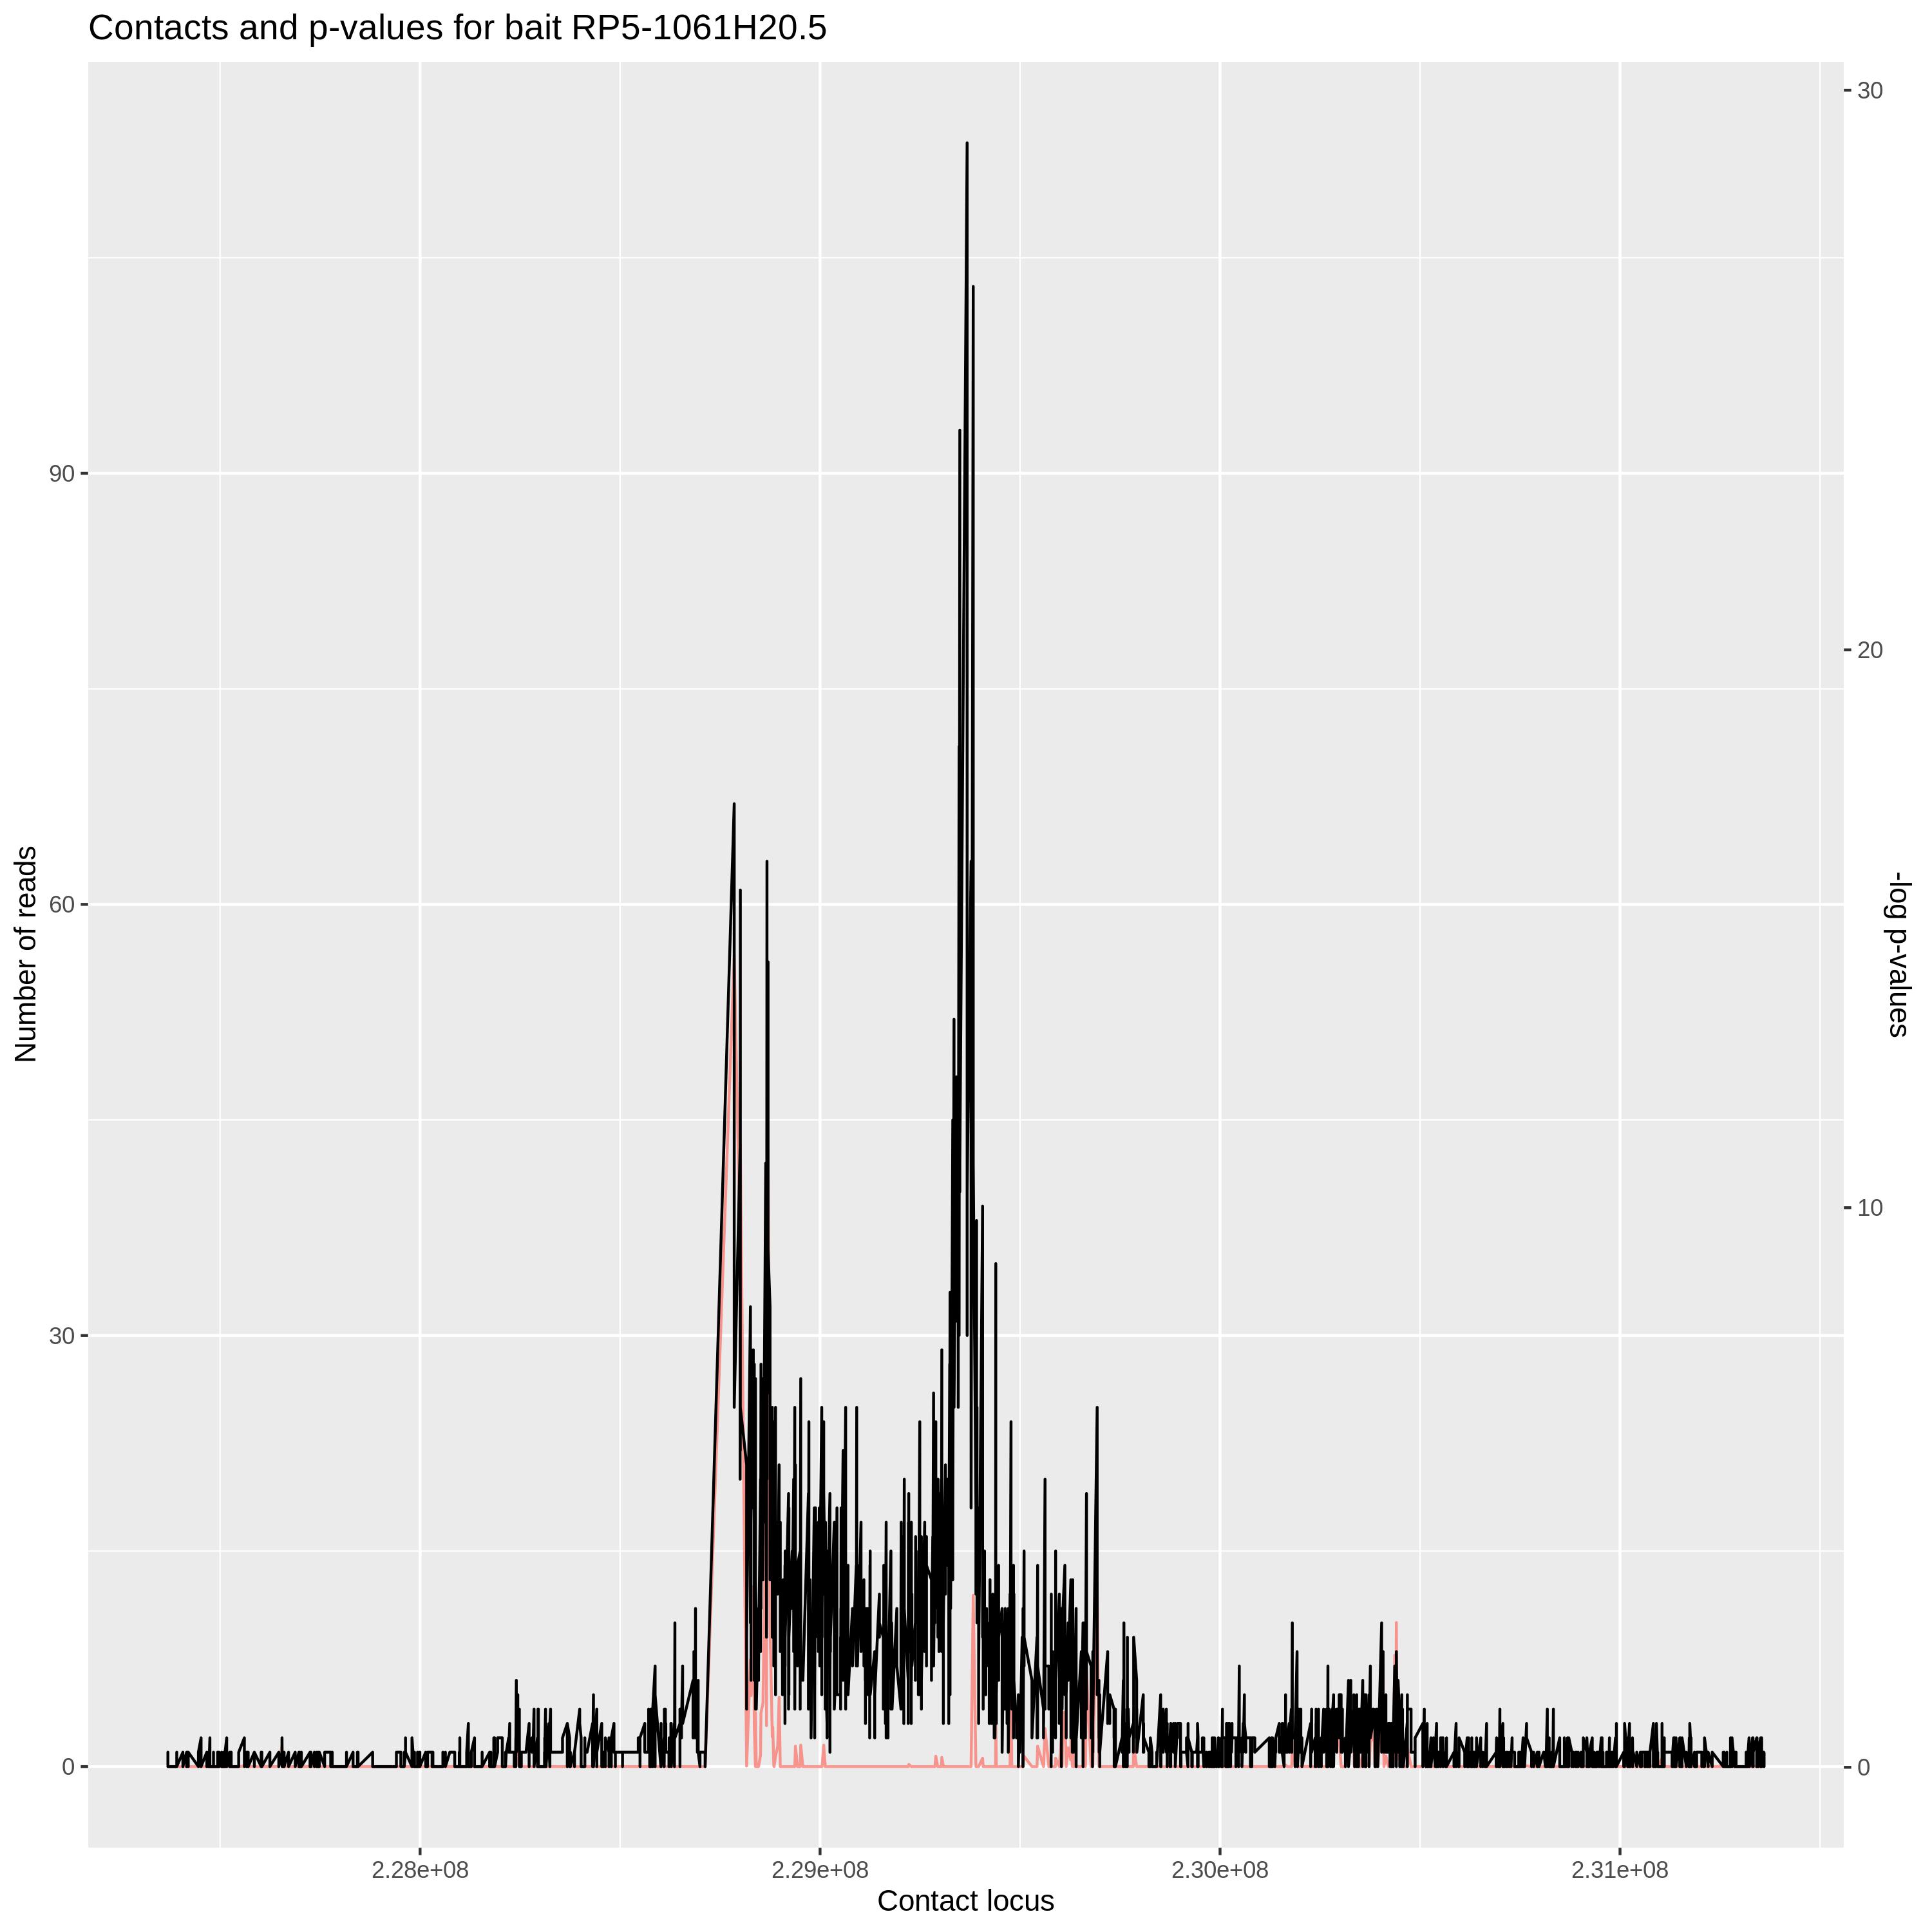 Contacts and p-values for bait RP5-1061H20.5
30
20
10
0
90
60
30
0
Number of reads
-log p-values
2.28e+08
2.29e+08
2.30e+08
2.31e+08
Contact locus